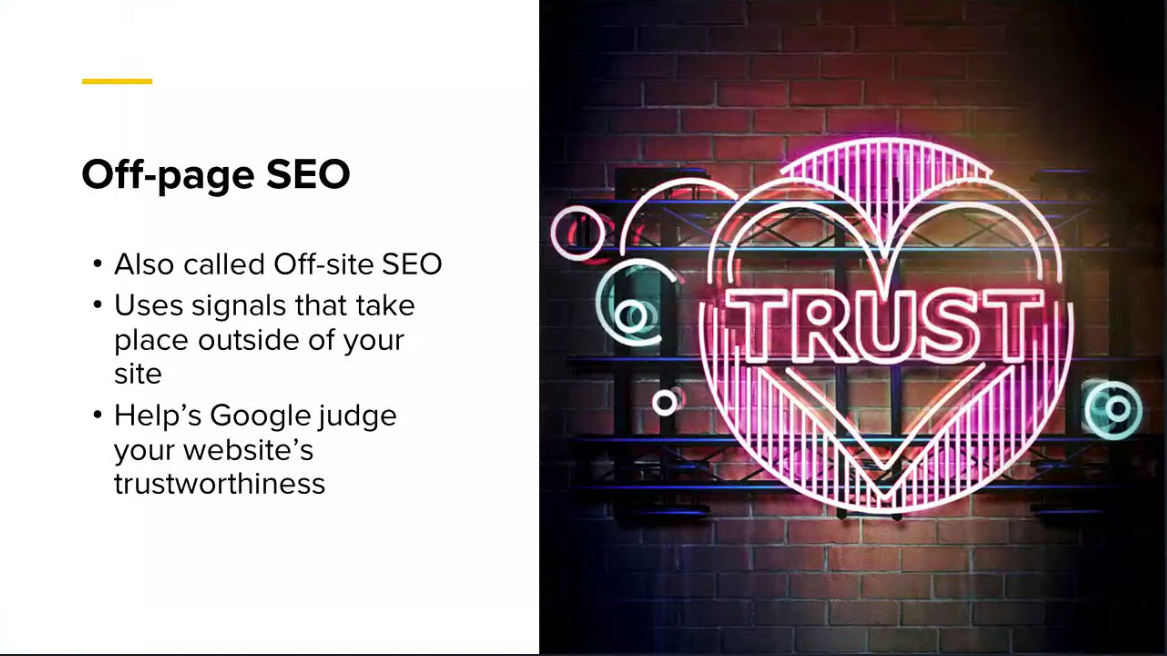 Off-page SEO
• Also called Off-site SEO
• Uses signals that take
place outside of your
site
• Help’s Google judge
your website’s
trustworthiness
TRUST